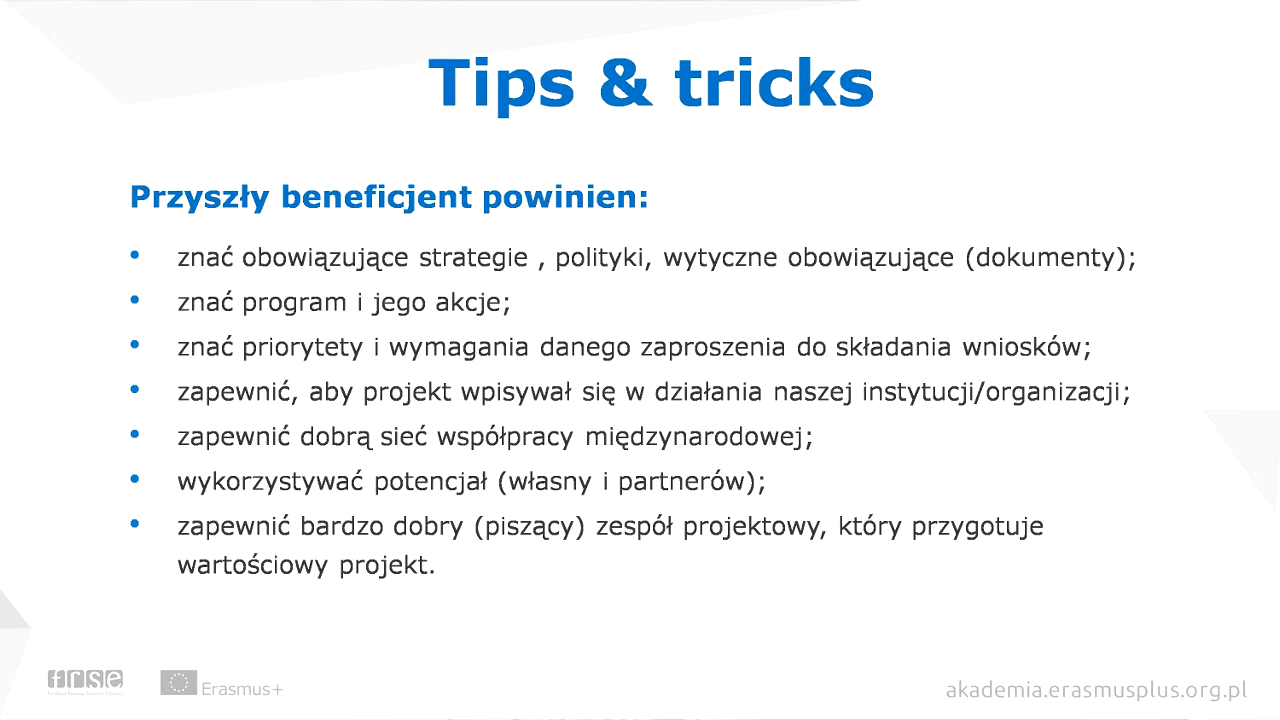 Tips & tricks
Przyszły beneficjent powinien:
• znać obowiązujące strategie , polityki, wytyczne obowiązujące (dokumenty);
• znać program i jego akcje;
• znać priorytety i wymagania danego zaproszenia do składania wniosków;
• zapewnić, aby projekt wpisywał się w działania naszej instytucji/organizacji;
• zapewnić dobrą sieć współpracy międzynarodowej;
• wykorzystywać potencjał (własny i partnerów);
• zapewnić bardzo dobry (piszący) zespół projektowy, który przygotuje
wartościowy projekt.
frse
Erasmus+
akademia.erasmusplus.org.pl